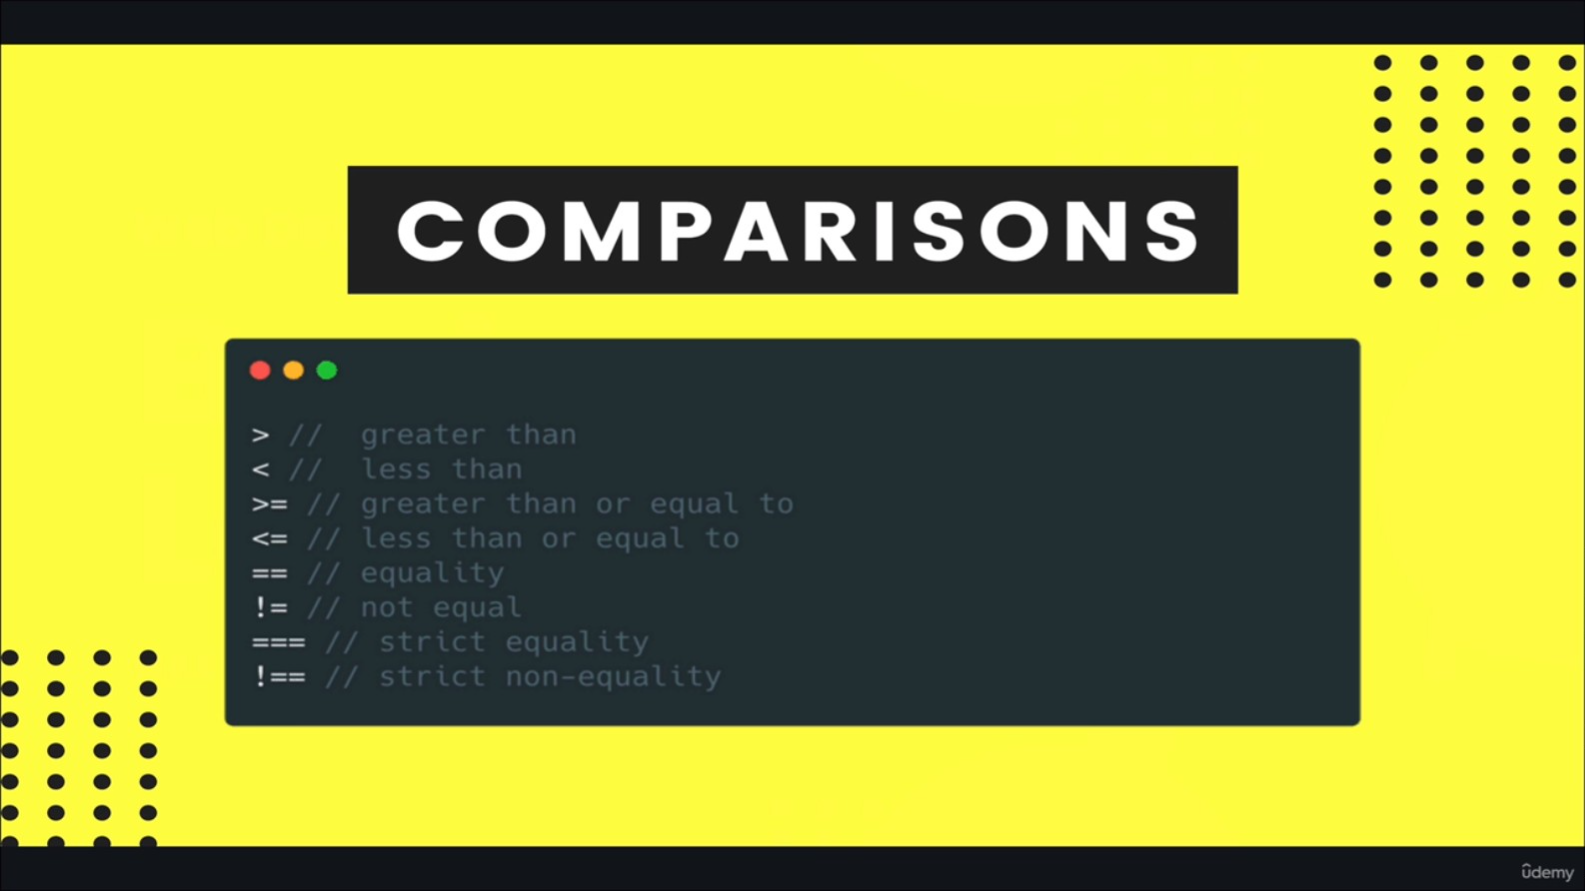 COMPARISONS
> //  greater than
< //  less than
>= // greater than or equal to
<= // less than or equal to
== // equality
!= // not equal
=== // strict equality
!== // strict non-equality
ûdemy